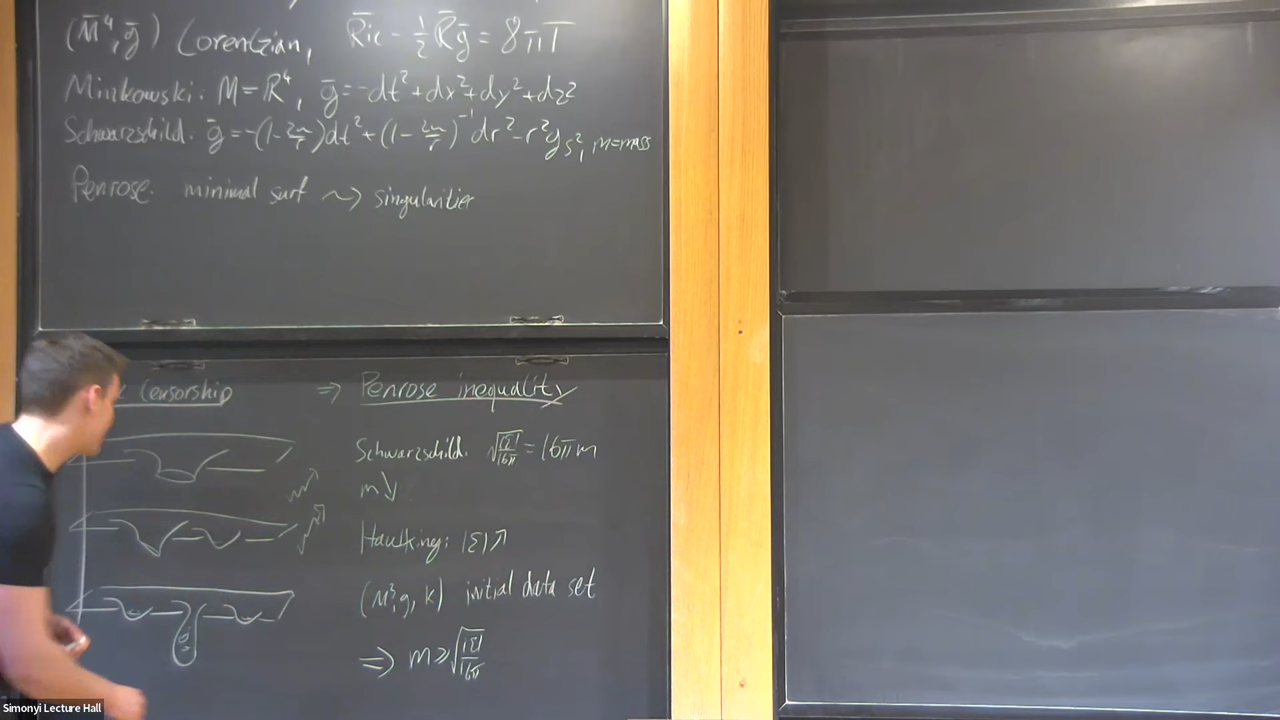 (M̄⁴, ḡ) Lorentzian, R̄ic - ½R̄ḡ = 8πT
Minkowski. M=ℝ⁴, ḡ=-dt²+dx²+dy²+dz²
Schwarzschild. ḡ=-(1-2m/r)dt²+(1-2m/r)⁻¹dr²-r²g_S², m=mass
Penrose. minimal surf ⇝ singularities
Censorship ⇒ Penrose inequality
Schwarzschild. √(|Σ|/16π) = 16πm
m↘
Hawking: |Σ|↗
(M³, g, k) initial data set
⇒ m≥√(|Σ|/16π)
Simonyi Lecture Hall